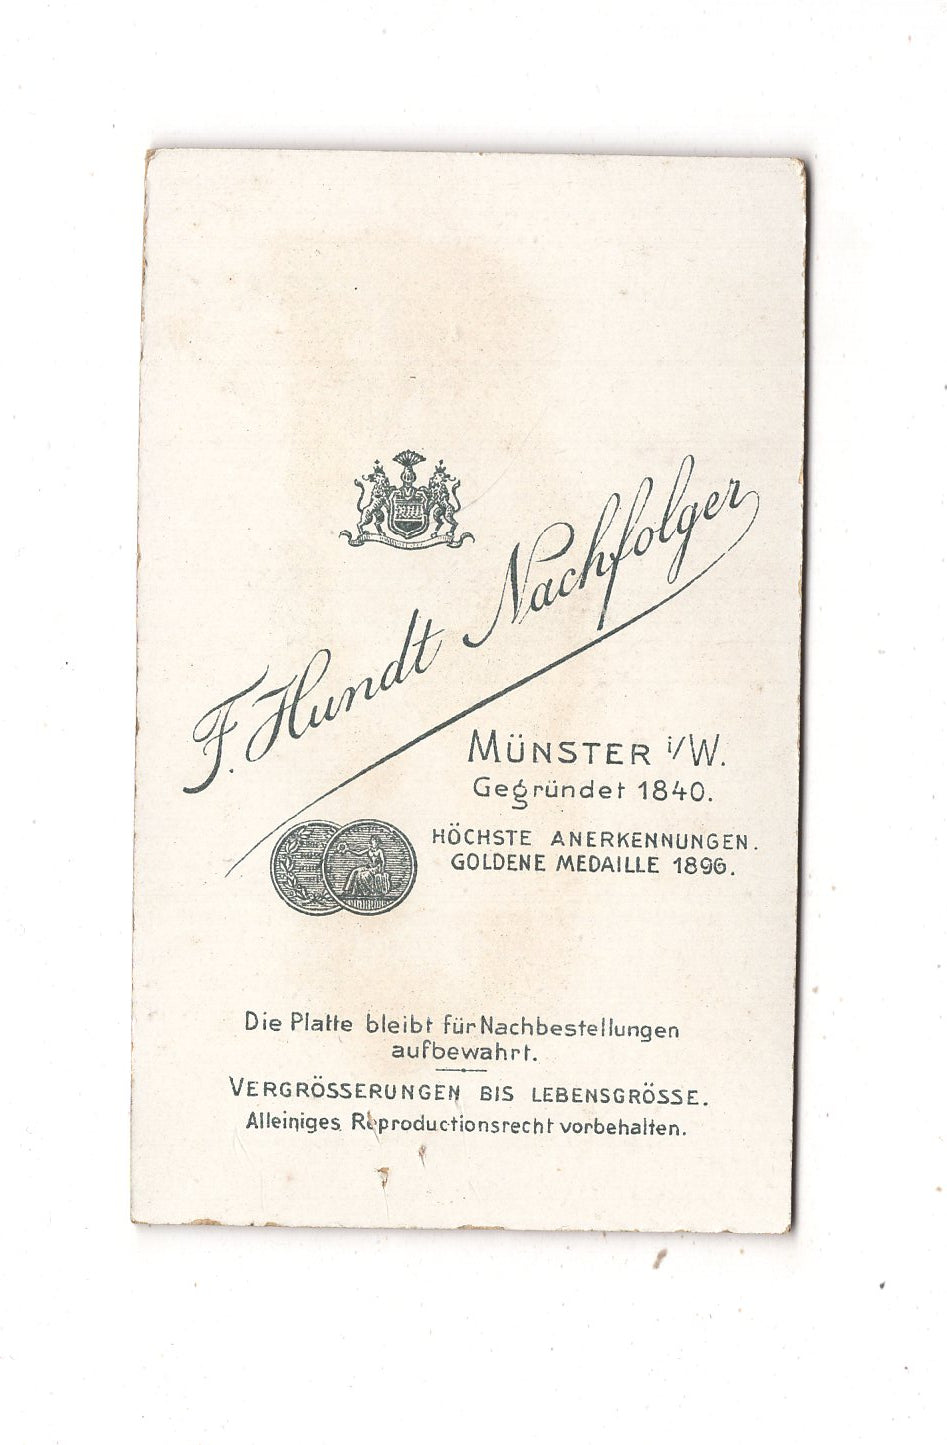 F. Hundt Nachfolger
MÜNSTER i/W.
Gegründet 1840.
HÖCHSTE ANERKENNUNGEN.
GOLDENE MEDAILLE 1896.
Die Platte bleibt für Nachbestellungen
aufbewahrt.
VERGRÖSSERUNGEN BIS LEBENSGRÖSSE.
Alleiniges Reproductionsrecht vorbehalten.